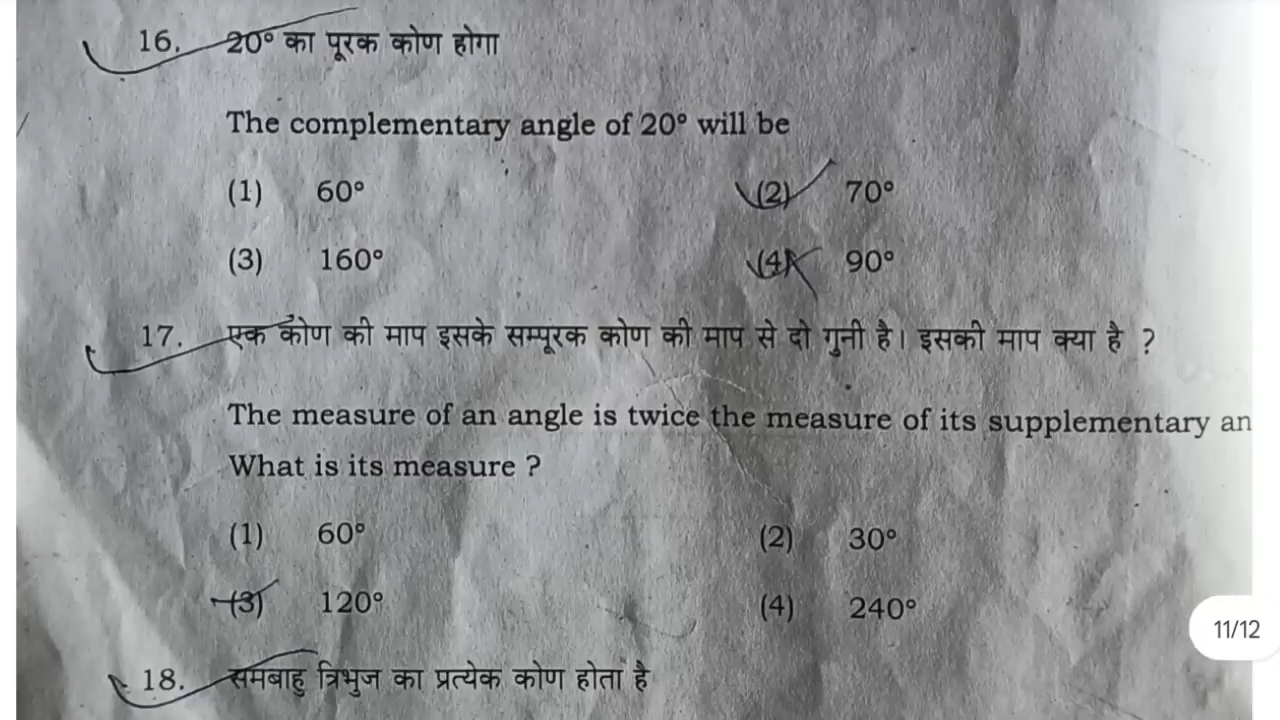 16. 20° का पूरक कोण होगा
The complementary angle of 20° will be
(1) 60° (2) 70°
(3) 160° (4) 90°
17. एक कोण की माप इसके सम्पूरक कोण की माप से दो गुनी है। इसकी माप क्या है ?
The measure of an angle is twice the measure of its supplementary an
What is its measure ?
(1) 60° (2) 30°
(3) 120° (4) 240°
11/12
18. समबाहु त्रिभुज का प्रत्येक कोण होता है